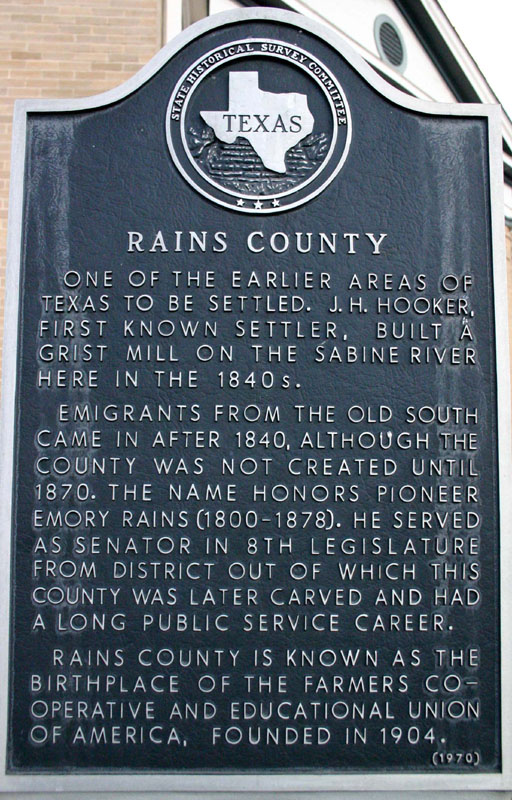 STATE HISTORICAL SURVEY COMMITTEE
TEXAS
RAINS COUNTY
ONE OF THE EARLIER AREAS OF
TEXAS TO BE SETTLED. J.H. HOOKER,
FIRST KNOWN SETTLER, BUILT A
GRIST MILL ON THE SABINE RIVER
HERE IN THE 1840s.
EMIGRANTS FROM THE OLD SOUTH
CAME IN AFTER 1840, ALTHOUGH THE
COUNTY WAS NOT CREATED UNTIL
1870. THE NAME HONORS PIONEER
EMORY RAINS (1800-1878). HE SERVED
AS SENATOR IN 8TH LEGISLATURE
FROM DISTRICT OUT OF WHICH THIS
COUNTY WAS LATER CARVED AND HAD
A LONG PUBLIC SERVICE CAREER.
RAINS COUNTY IS KNOWN AS THE
BIRTHPLACE OF THE FARMERS CO-
OPERATIVE AND EDUCATIONAL UNION
OF AMERICA, FOUNDED IN 1904.
(1970)